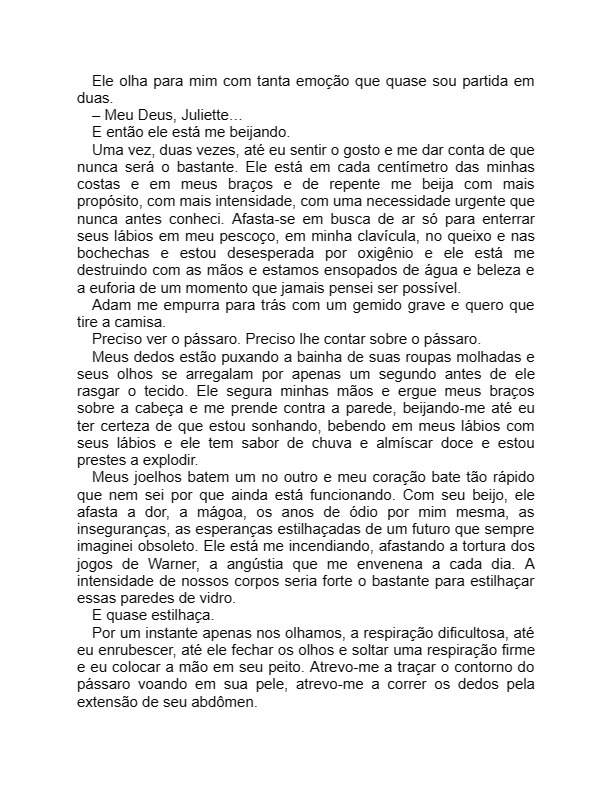 Ele olha para mim com tanta emoção que quase sou partida em
duas.
– Meu Deus, Juliette…
E então ele está me beijando.
Uma vez, duas vezes, até eu sentir o gosto e me dar conta de que
nunca será o bastante. Ele está em cada centímetro das minhas
costas e em meus braços e de repente me beija com mais
propósito, com mais intensidade, com uma necessidade urgente que
nunca antes conheci. Afasta-se em busca de ar só para enterrar
seus lábios em meu pescoço, em minha clavícula, no queixo e nas
bochechas e estou desesperada por oxigênio e ele está me
destruindo com as mãos e estamos ensopados de água e beleza e
a euforia de um momento que jamais pensei ser possível.
Adam me empurra para trás com um gemido grave e quero que
tire a camisa.
Preciso ver o pássaro. Preciso lhe contar sobre o pássaro.
Meus dedos estão puxando a bainha de suas roupas molhadas e
seus olhos se arregalam por apenas um segundo antes de ele
rasgar o tecido. Ele segura minhas mãos e ergue meus braços
sobre a cabeça e me prende contra a parede, beijando-me até eu
ter certeza de que estou sonhando, bebendo em meus lábios com
seus lábios e ele tem sabor de chuva e almíscar doce e estou
prestes a explodir.
Meus joelhos batem um no outro e meu coração bate tão rápido
que nem sei por que ainda está funcionando. Com seu beijo, ele
afasta a dor, a mágoa, os anos de ódio por mim mesma, as
inseguranças, as esperanças estilhaçadas de um futuro que sempre
imaginei obsoleto. Ele está me incendiando, afastando a tortura dos
jogos de Warner, a angústia que me envenena a cada dia. A
intensidade de nossos corpos seria forte o bastante para estilhaçar
essas paredes de vidro.
E quase estilhaça.
Por um instante apenas nos olhamos, a respiração dificultosa, até
eu enrubescer, até ele fechar os olhos e soltar uma respiração firme
e eu colocar a mão em seu peito. Atrevo-me a traçar o contorno do
pássaro voando em sua pele, atrevo-me a correr os dedos pela
extensão de seu abdômen.